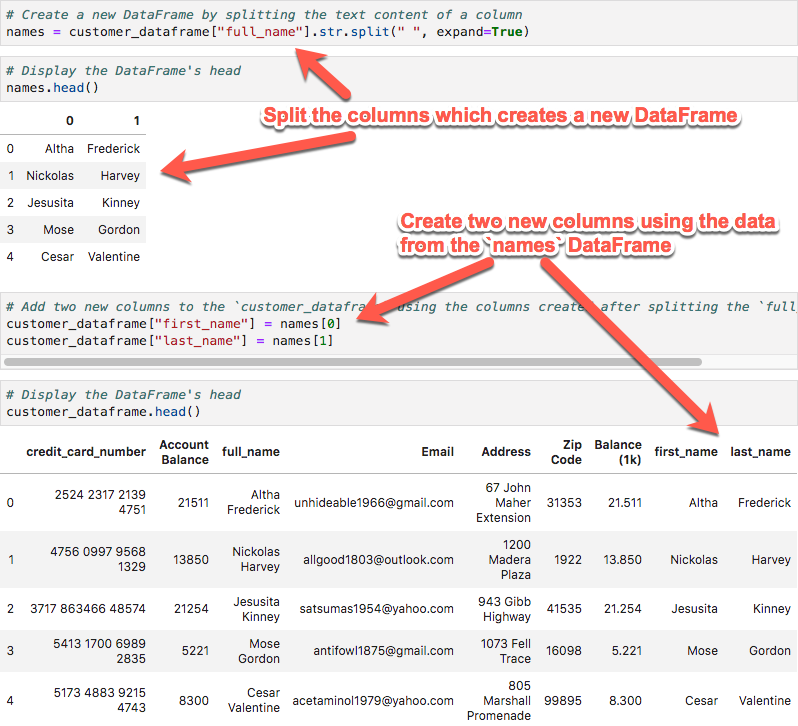 # Create a new DataFrame by splitting the text content of a column
names = customer_dataframe["full_name"].str.split(" ", expand=True)
# Display the DataFrame's head
names.head()
Split the columns which creates a new DataFrame
0 1
0 Altha Frederick
1 Nickolas Harvey
2 Jesusita Kinney
3 Mose Gordon
4 Cesar Valentine
Create two new columns using the data
from the `names` DataFrame
# Add two new columns to the `customer_dataframe` using the columns created after splitting the `full_
customer_dataframe["first_name"] = names[0]
customer_dataframe["last_name"] = names[1]
# Display the DataFrame's head
customer_dataframe.head()
credit_card_number Account Balance full_name Email Address Zip Code Balance (1k) first_name last_name
0 2524 2317 2139 4751 21511 Altha Frederick unhideable1966@gmail.com 67 John Maher Extension 31353 21.511 Altha Frederick
1 4756 0997 9568 1329 13850 Nickolas Harvey allgood1803@outlook.com 1200 Madera Plaza 1922 13.850 Nickolas Harvey
2 3717 863466 48574 21254 Jesusita Kinney satsumas1954@yahoo.com 943 Gibb Highway 41535 21.254 Jesusita Kinney
3 5413 1700 6989 2835 5221 Mose Gordon antifowl1875@gmail.com 1073 Fell Trace 16098 5.221 Mose Gordon
4 5173 4883 9215 4743 8300 Cesar Valentine acetaminol1979@yahoo.com 805 Marshall Promenade 99895 8.300 Cesar Valentine